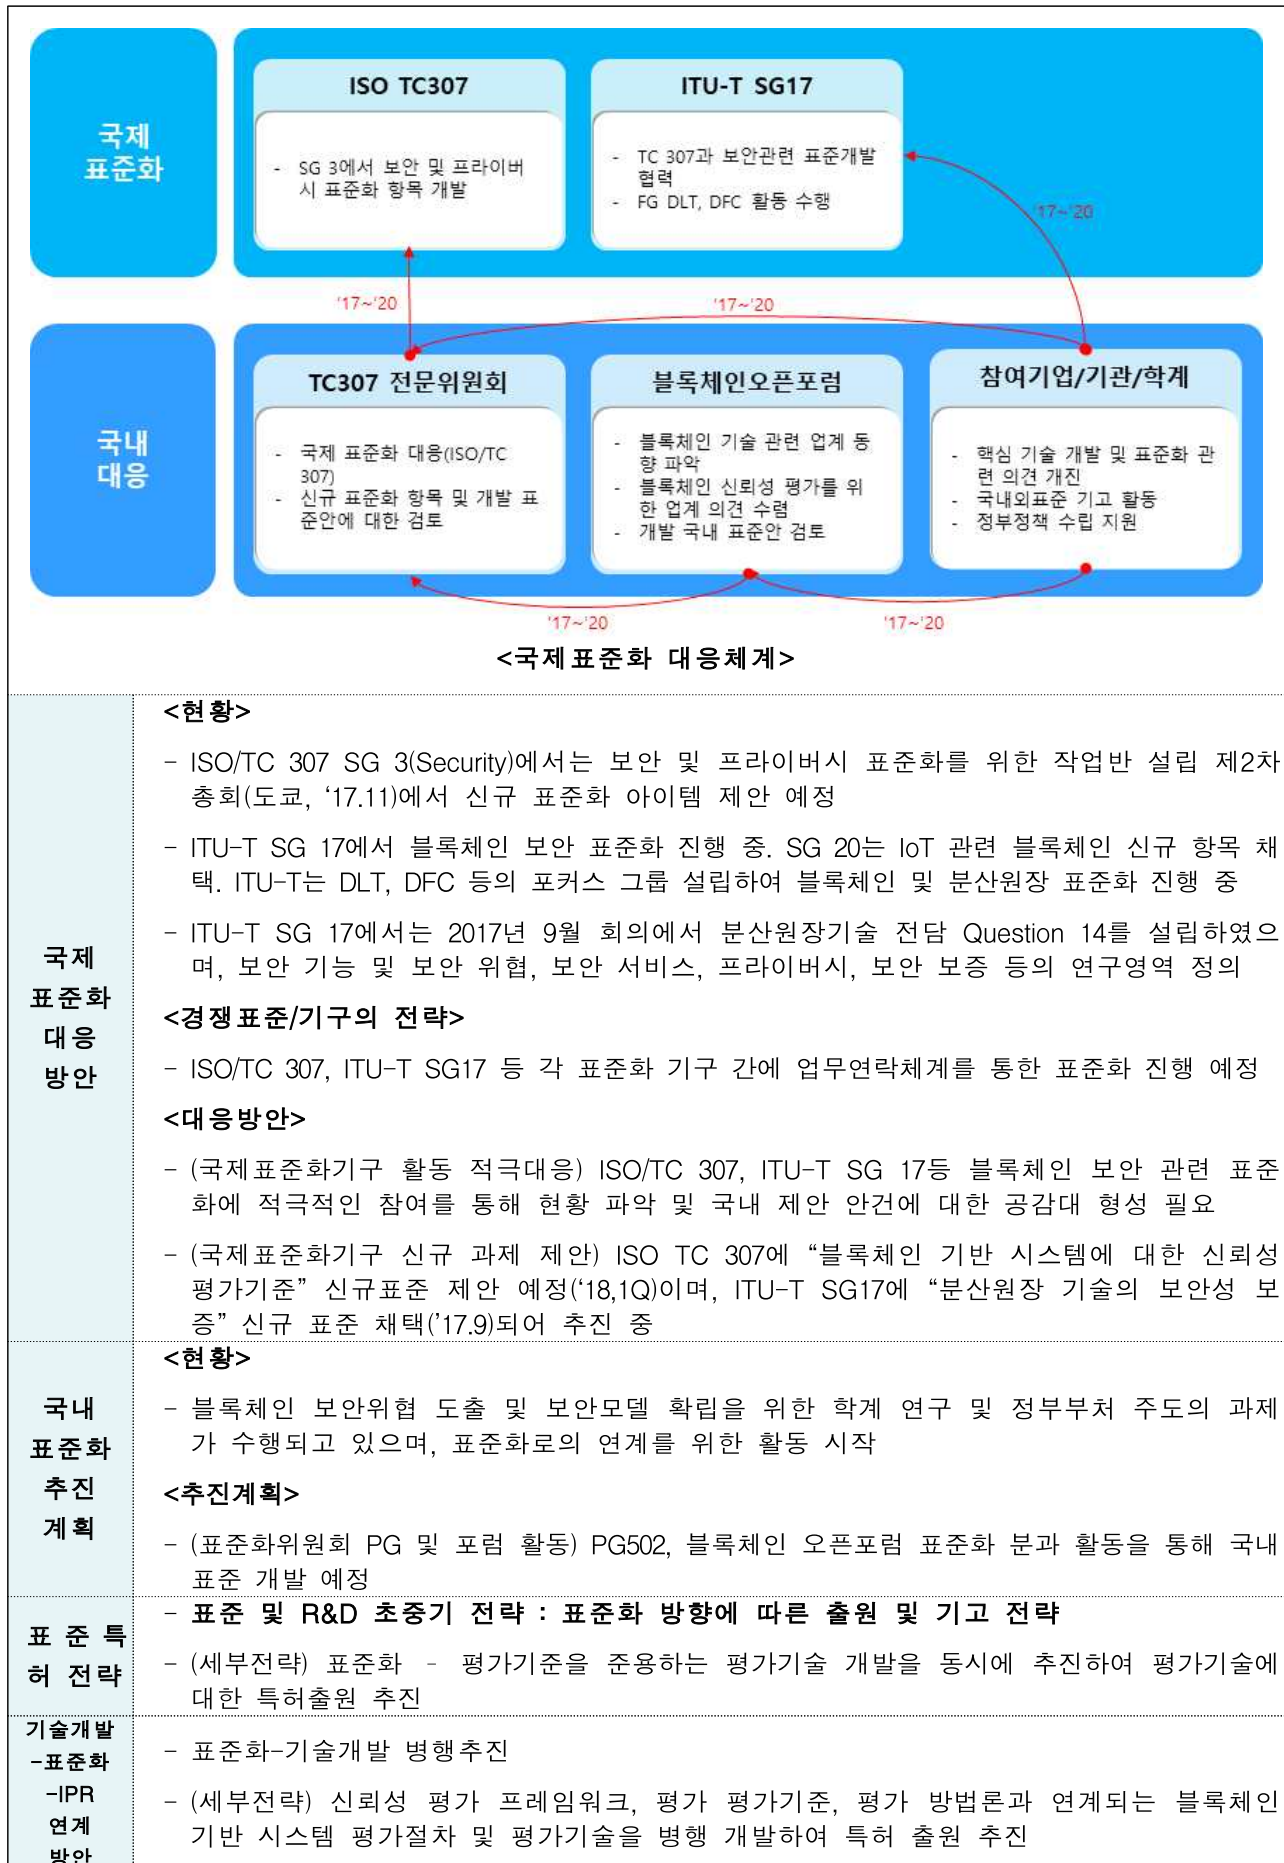 국제
표준화
ISO TC307
- SG 3에서 보안 및 프라이버
시 표준화 항목 개발
ITU-T SG17
- TC 307과 보안관련 표준개발
협력
- FG DLT, DFC 활동 수행
'17~'20
'17~'20
'17~'20
국내
대응
TC307 전문위원회
- 국제 표준화 대응(ISO/TC
307)
- 신규 표준화 항목 및 개발 표
준안에 대한 검토
블록체인오픈포럼
- 블록체인 기술 관련 업계 동
향 파악
- 블록체인 신뢰성 평가를 위
한 업계 의견 수렴
- 개발 국내 표준안 검토
참여기업/기관/학계
- 핵심 기술 개발 및 표준화 관
련 의견 개진
- 국내외표준 기고 활동
- 정부정책 수립 지원
'17~'20
'17~'20
<국제표준화 대응체계>
국제
표준화
대응
방안
<현황>
- ISO/TC 307 SG 3(Security)에서는 보안 및 프라이버시 표준화를 위한 작업반 설립 제2차
총회(도쿄, ‘17.11)에서 신규 표준화 아이템 제안 예정
- ITU-T SG 17에서 블록체인 보안 표준화 진행 중. SG 20는 IoT 관련 블록체인 신규 항목 채
택. ITU-T는 DLT, DFC 등의 포커스 그룹 설립하여 블록체인 및 분산원장 표준화 진행 중
- ITU-T SG 17에서는 2017년 9월 회의에서 분산원장기술 전담 Question 14를 설립하였으
며, 보안 기능 및 보안 위협, 보안 서비스, 프라이버시, 보안 보증 등의 연구영역 정의
<경쟁표준/기구의 전략>
- ISO/TC 307, ITU-T SG17 등 각 표준화 기구 간에 업무연락체계를 통한 표준화 진행 예정
<대응방안>
- (국제표준화기구 활동 적극대응) ISO/TC 307, ITU-T SG 17등 블록체인 보안 관련 표준
화에 적극적인 참여를 통해 현황 파악 및 국내 제안 안건에 대한 공감대 형성 필요
- (국제표준화기구 신규 과제 제안) ISO TC 307에 “블록체인 기반 시스템에 대한 신뢰성
평가기준” 신규표준 제안 예정(‘18,1Q)이며, ITU-T SG17에 “분산원장 기술의 보안성 보
증” 신규 표준 채택(’17.9)되어 추진 중
국내
표준화
추진
계획
<현황>
- 블록체인 보안위협 도출 및 보안모델 확립을 위한 학계 연구 및 정부부처 주도의 과제
가 수행되고 있으며, 표준화로의 연계를 위한 활동 시작
<추진계획>
- (표준화위원회 PG 및 포럼 활동) PG502, 블록체인 오픈포럼 표준화 분과 활동을 통해 국내
표준 개발 예정
표 준 특
허 전략
- 표준 및 R&D 초중기 전략 : 표준화 방향에 따른 출원 및 기고 전략
- (세부전략) 표준화 – 평가기준을 준용하는 평가기술 개발을 동시에 추진하여 평가기술에
대한 특허출원 추진
기술개발
-표준화
-IPR
연계
방안
- 표준화-기술개발 병행추진
- (세부전략) 신뢰성 평가 프레임워크, 평가 평가기준, 평가 방법론과 연계되는 블록체인
기반 시스템 평가절차 및 평가기술을 병행 개발하여 특허 출원 추진